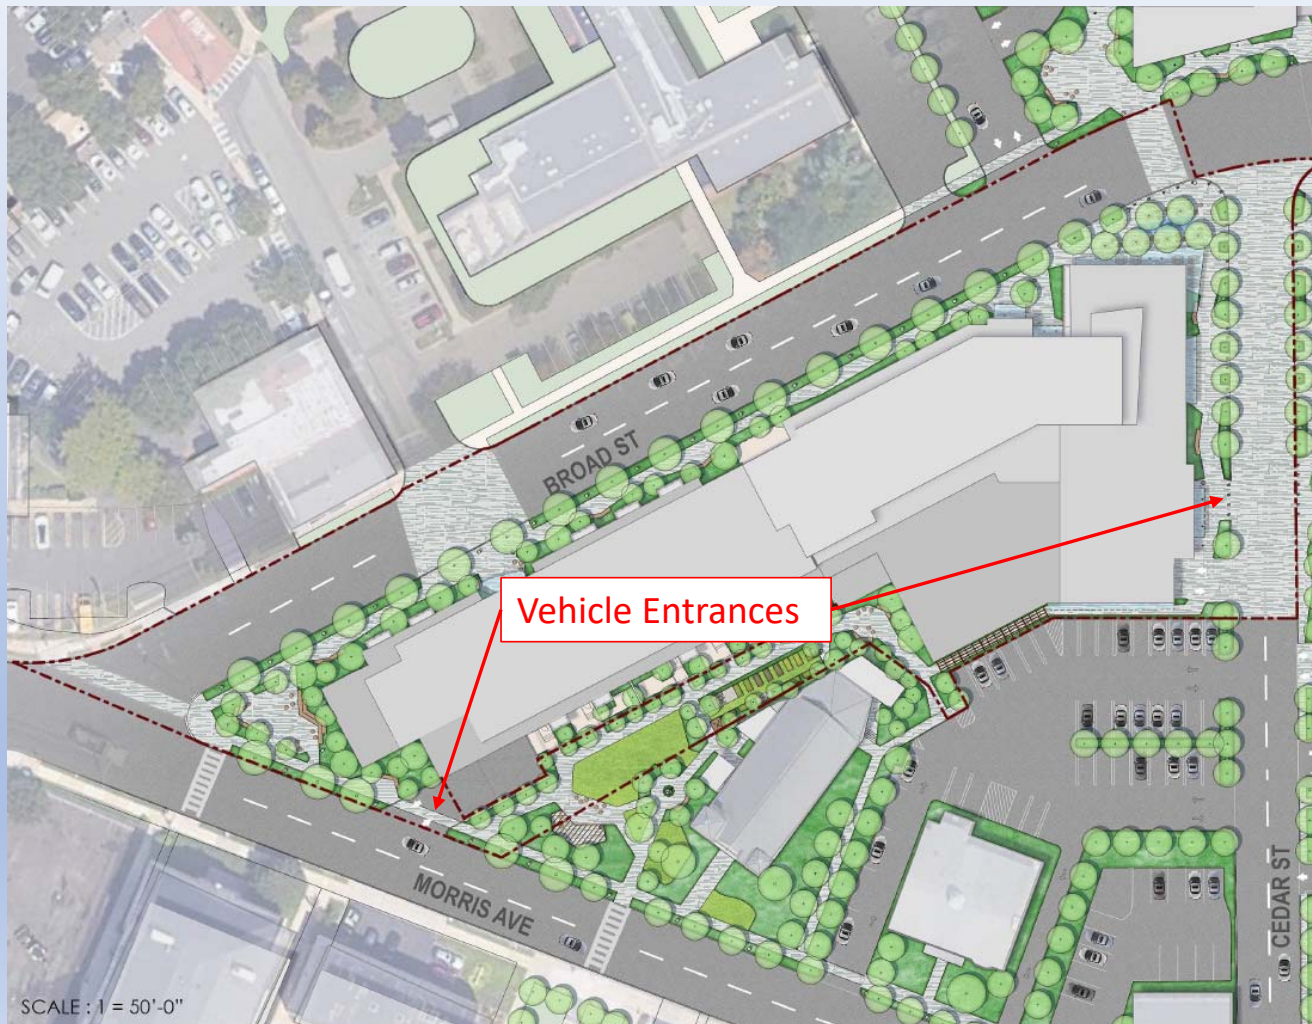 BROAD ST
Vehicle Entrances
MORRIS AVE
CEDAR ST
SCALE : 1 = 50'-0"